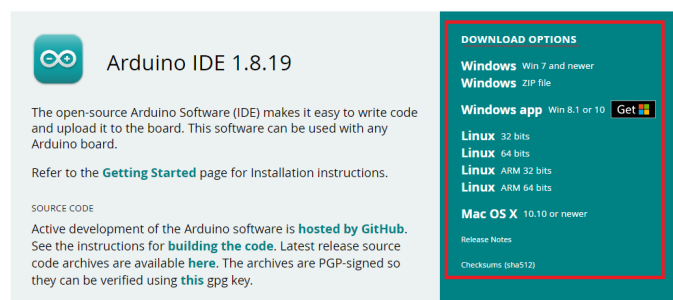 Arduino IDE 1.8.19
The open-source Arduino Software (IDE) makes it easy to write code
and upload it to the board. This software can be used with any
Arduino board.
Refer to the Getting Started page for Installation instructions.
SOURCE CODE
Active development of the Arduino software is hosted by GitHub.
See the instructions for building the code. Latest release source
code archives are available here. The archives are PGP-signed so
they can be verified using this gpg key.
DOWNLOAD OPTIONS
Windows Win 7 and newer
Windows ZIP file
Windows app Win 8.1 or 10 Get
Linux 32 bits
Linux 64 bits
Linux ARM 32 bits
Linux ARM 64 bits
Mac OS X 10.10 or newer
Release Notes
Checksums (sha512)